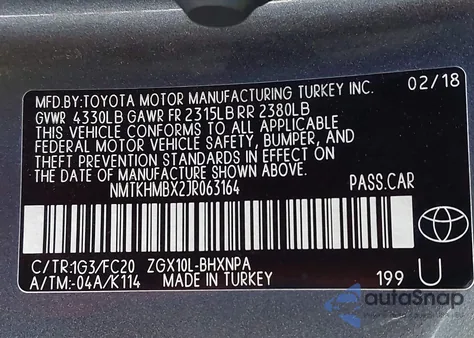 MFD.BY:TOYOTA MOTOR MANUFACTURING TURKEY INC. 02/18
GVWR 4330LB GAWR FR 2315LB RR 2380LB
THIS VEHICLE CONFORMS TO ALL APPLICABLE
FEDERAL MOTOR VEHICLE SAFETY, BUMPER, AND
THEFT PREVENTION STANDARDS IN EFFECT ON
THE DATE OF MANUFACTURE SHOWN ABOVE.
NMTKHMBX2JR063164 PASS.CAR
C/TR:1G3/FC20 ZGX10L-BHXNPA
A/TM:-04A/K114 MADE IN TURKEY 199 U
autoSnap